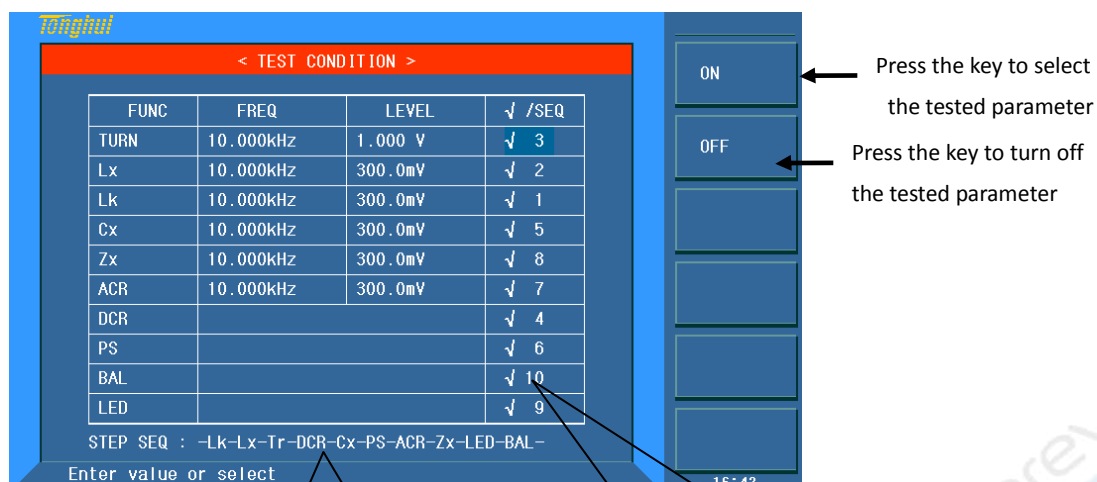 Tonghui
< TEST CONDITION >
FUNC FREQ LEVEL √ /SEQ
TURN 10.000kHz 1.000 V √ 3
Lx 10.000kHz 300.0mV √ 2
Lk 10.000kHz 300.0mV √ 1
Cx 10.000kHz 300.0mV √ 5
Zx 10.000kHz 300.0mV √ 8
ACR 10.000kHz 300.0mV √ 7
DCR √ 4
PS √ 6
BAL √ 10
LED √ 9
STEP SEQ : -Lk-Lx-Tr-DCR-Cx-PS-ACR-Zx-LED-BAL-
Enter value or select
ON
OFF
Press the key to select
the tested parameter
Press the key to turn off
the tested parameter